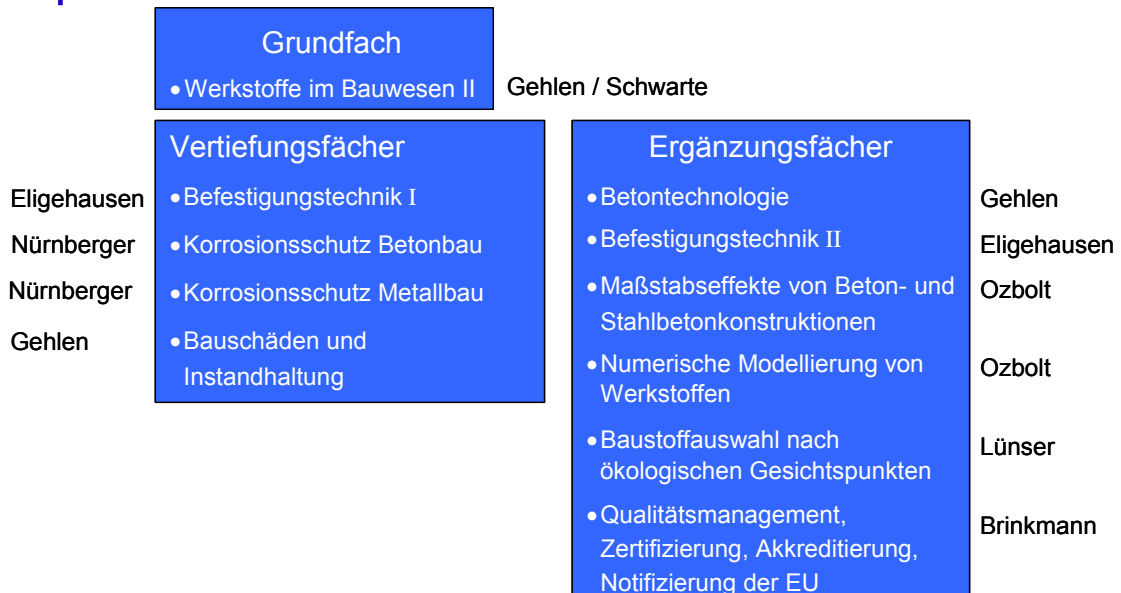 Grundfach
•Werkstoffe im Bauwesen II
Gehlen / Schwarte
Vertiefungsfächer
Eligehausen
•Befestigungstechnik I
Nürnberger
•Korrosionsschutz Betonbau
Nürnberger
•Korrosionsschutz Metallbau
Gehlen
•Bauschäden und
Instandhaltung
Ergänzungsfächer
•Betontechnologie
Gehlen
•Befestigungstechnik II
Eligehausen
•Maßstabseffekte von Beton- und
Stahlbetonkonstruktionen
Ozbolt
•Numerische Modellierung von
Werkstoffen
Ozbolt
•Baustoffauswahl nach
ökologischen Gesichtspunkten
Lünser
•Qualitätsmanagement,
Zertifizierung, Akkreditierung,
Notifizierung der EU
Brinkmann